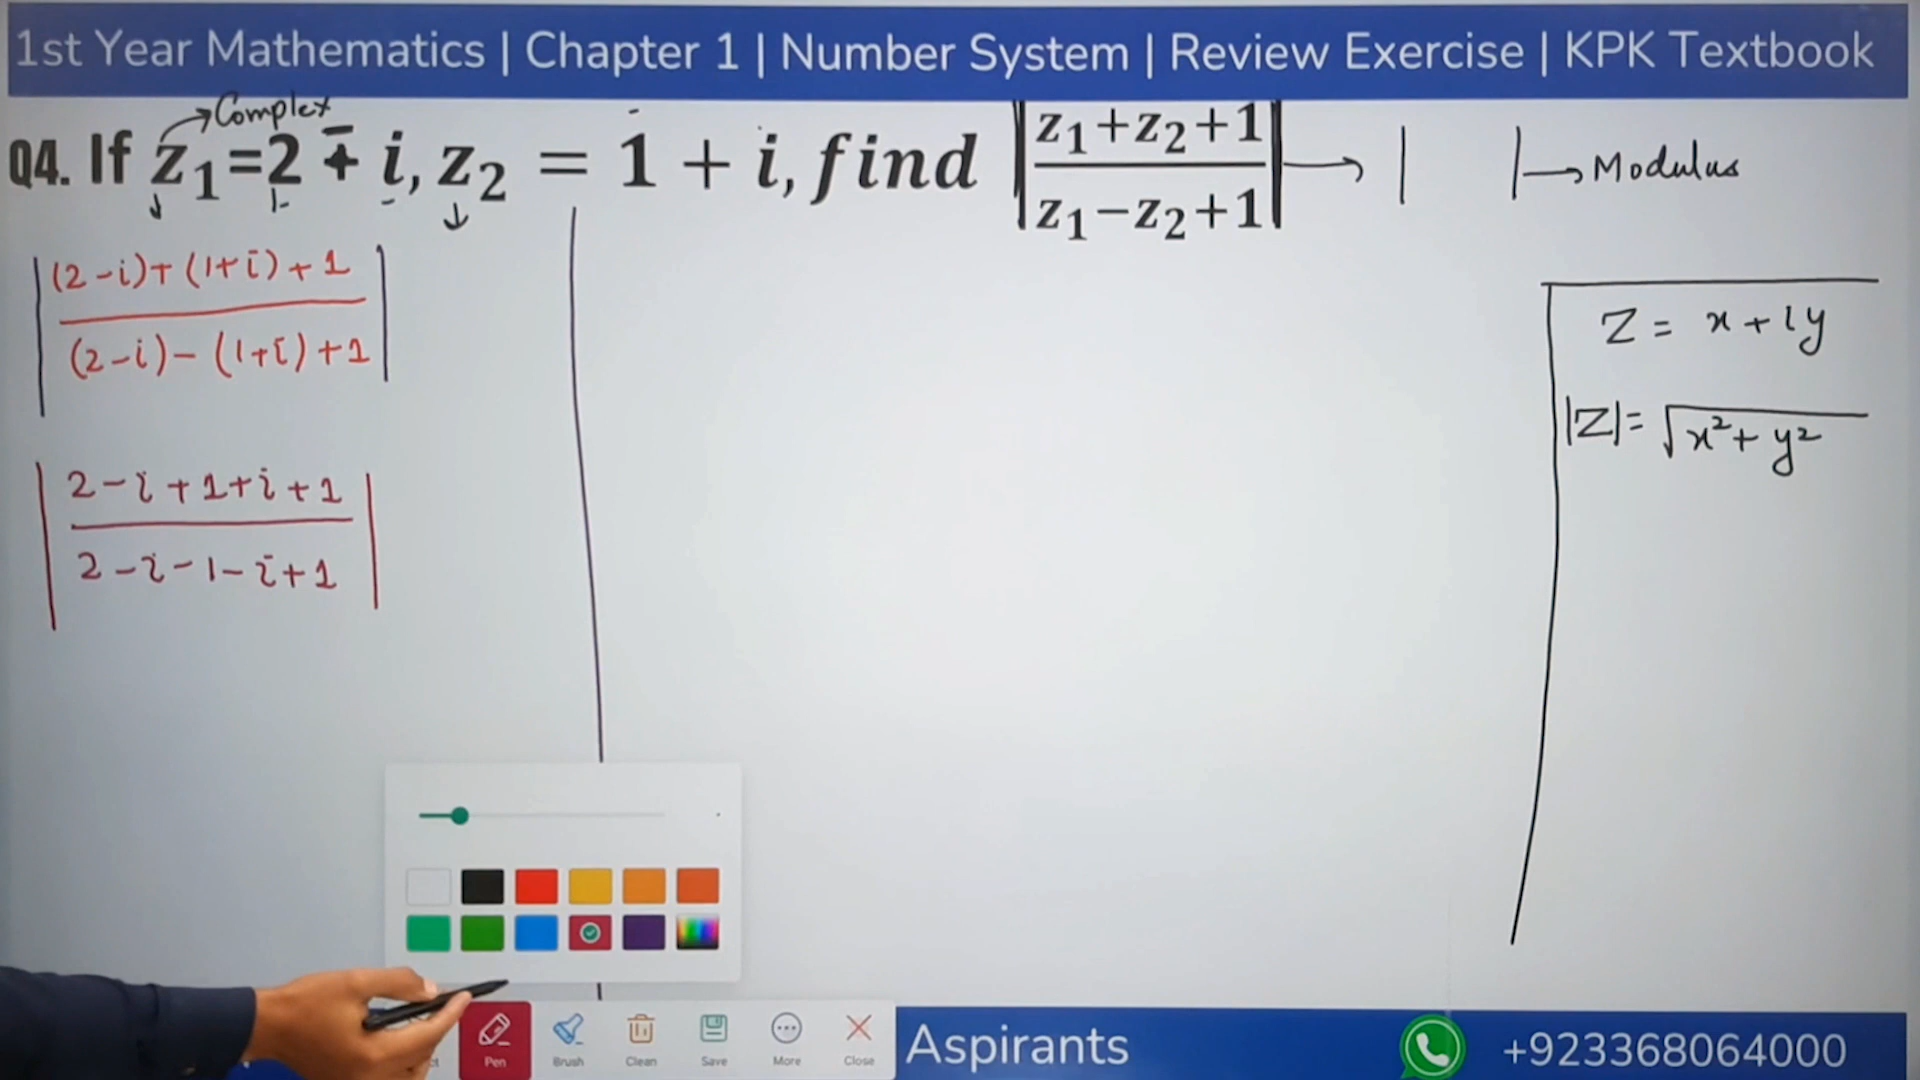 1st Year Mathematics | Chapter 1 | Number System | Review Exercise | KPK Textbook
Complex
Q4. If z₁=2 + i, z₂ = 1 + i, find |(z₁+z₂+1)/(z₁−z₂+1)| → | | → Modulus
|((2-i)+(1+i)+1)/((2-i)-(1+i)+1)|
|(2-i+1+i+1)/(2-i-1-i+1)|
Z = x+iy
|Z|= √(x²+y²)
Pen Brush Clean Save More Close
Aspirants
+923368064000